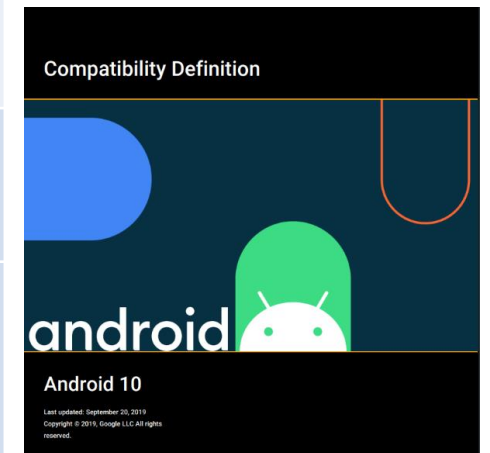 Compatibility Definition
android
Android 10
Last updated: September 20, 2019
Copyright © 2019, Google LLC All rights
reserved.